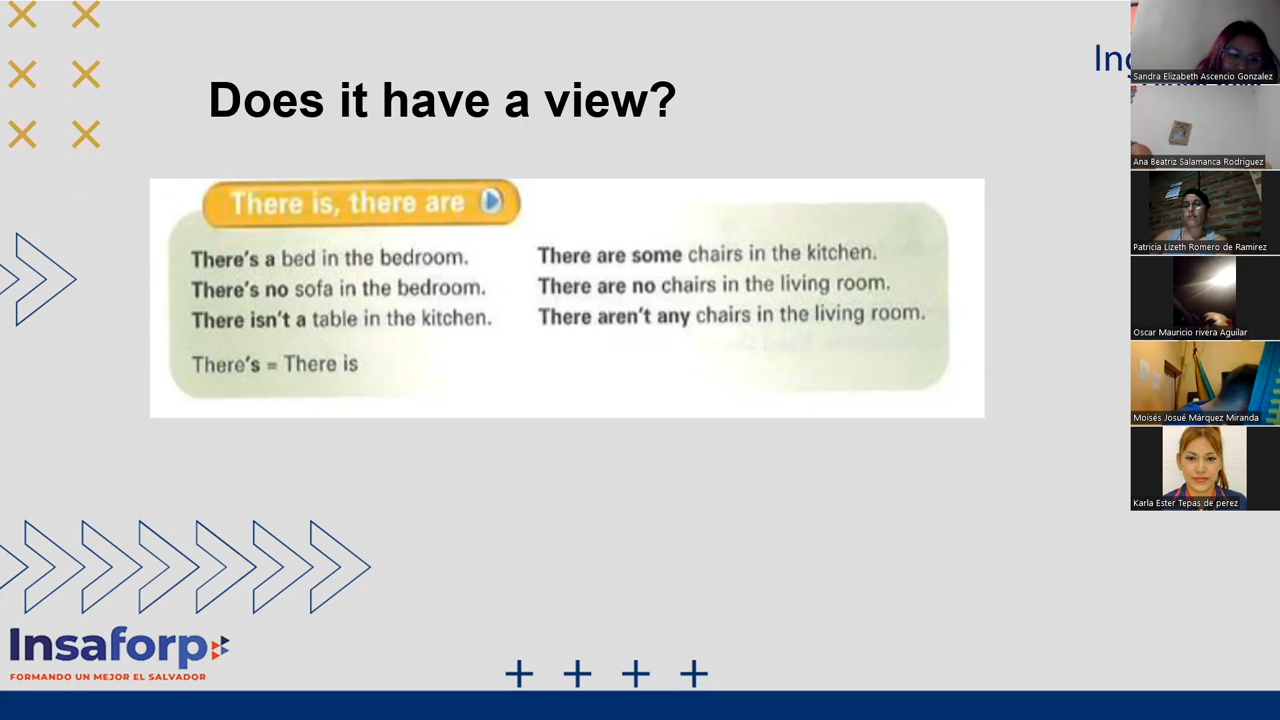 Does it have a view?
There is, there are
There's a bed in the bedroom.
There's no sofa in the bedroom.
There isn't a table in the kitchen.
There's = There is
There are some chairs in the kitchen.
There are no chairs in the living room.
There aren't any chairs in the living room.
Insaforp
FORMANDO UN MEJOR EL SALVADOR
Sandra Elizabeth Ascencio Gonzalez
Ana Beatriz Salamanca Rodriguez
Patricia Lizeth Romero de Ramirez
Oscar Mauricio rivera Aguilar
Moisés Josué Márquez Miranda
Karla Ester Tepas de perez